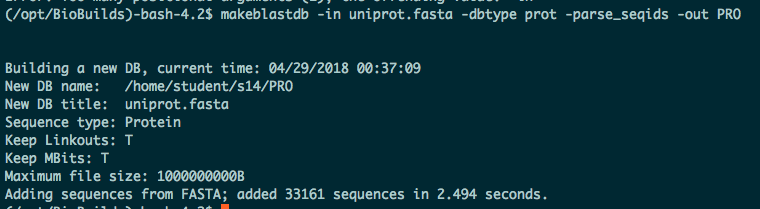 (/opt/BioBuilds)-bash-4.2$ makeblastdb -in uniprot.fasta -dbtype prot -parse_seqids -out PRO
Building a new DB, current time: 04/29/2018 00:37:09
New DB name:   /home/student/s14/PRO
New DB title:  uniprot.fasta
Sequence type: Protein
Keep Linkouts: T
Keep MBits: T
Maximum file size: 1000000000B
Adding sequences from FASTA; added 33161 sequences in 2.494 seconds.
(/opt/BioBuilds)-bash-4.2$